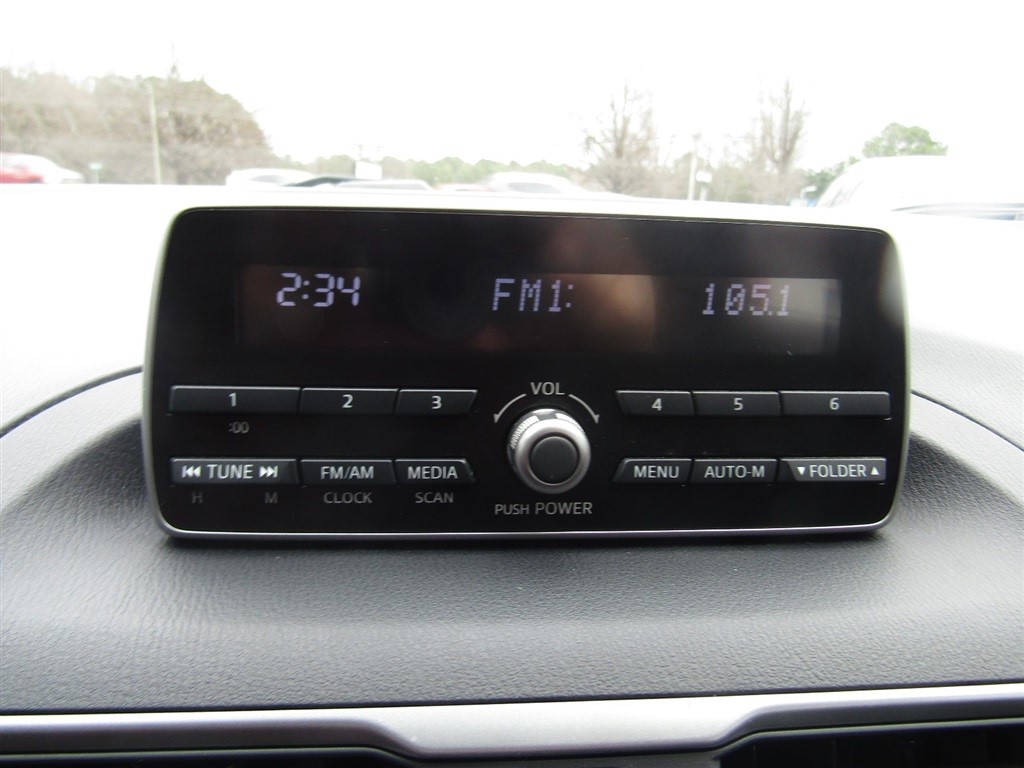 2:34 FM1: 105.1
VOL
1 2 3 4 5 6
:00
⏮ TUNE ⏭ FM/AM MEDIA MENU AUTO-M ▼FOLDER▲
H M CLOCK SCAN
PUSH POWER